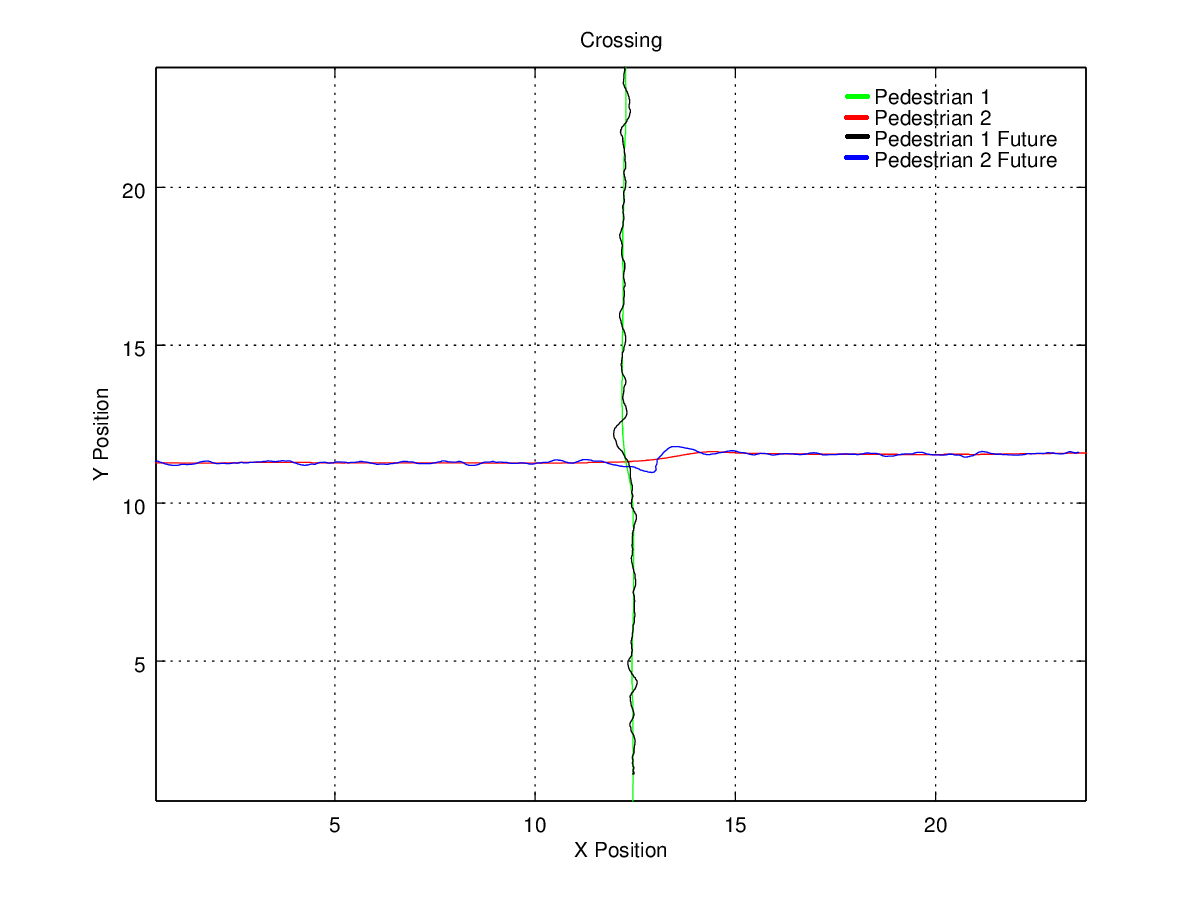 Crossing
Pedestrian 1
Pedestrian 2
Pedestrian 1 Future
Pedestrian 2 Future
20
15
10
5
Y Position
5 10 15 20
X Position